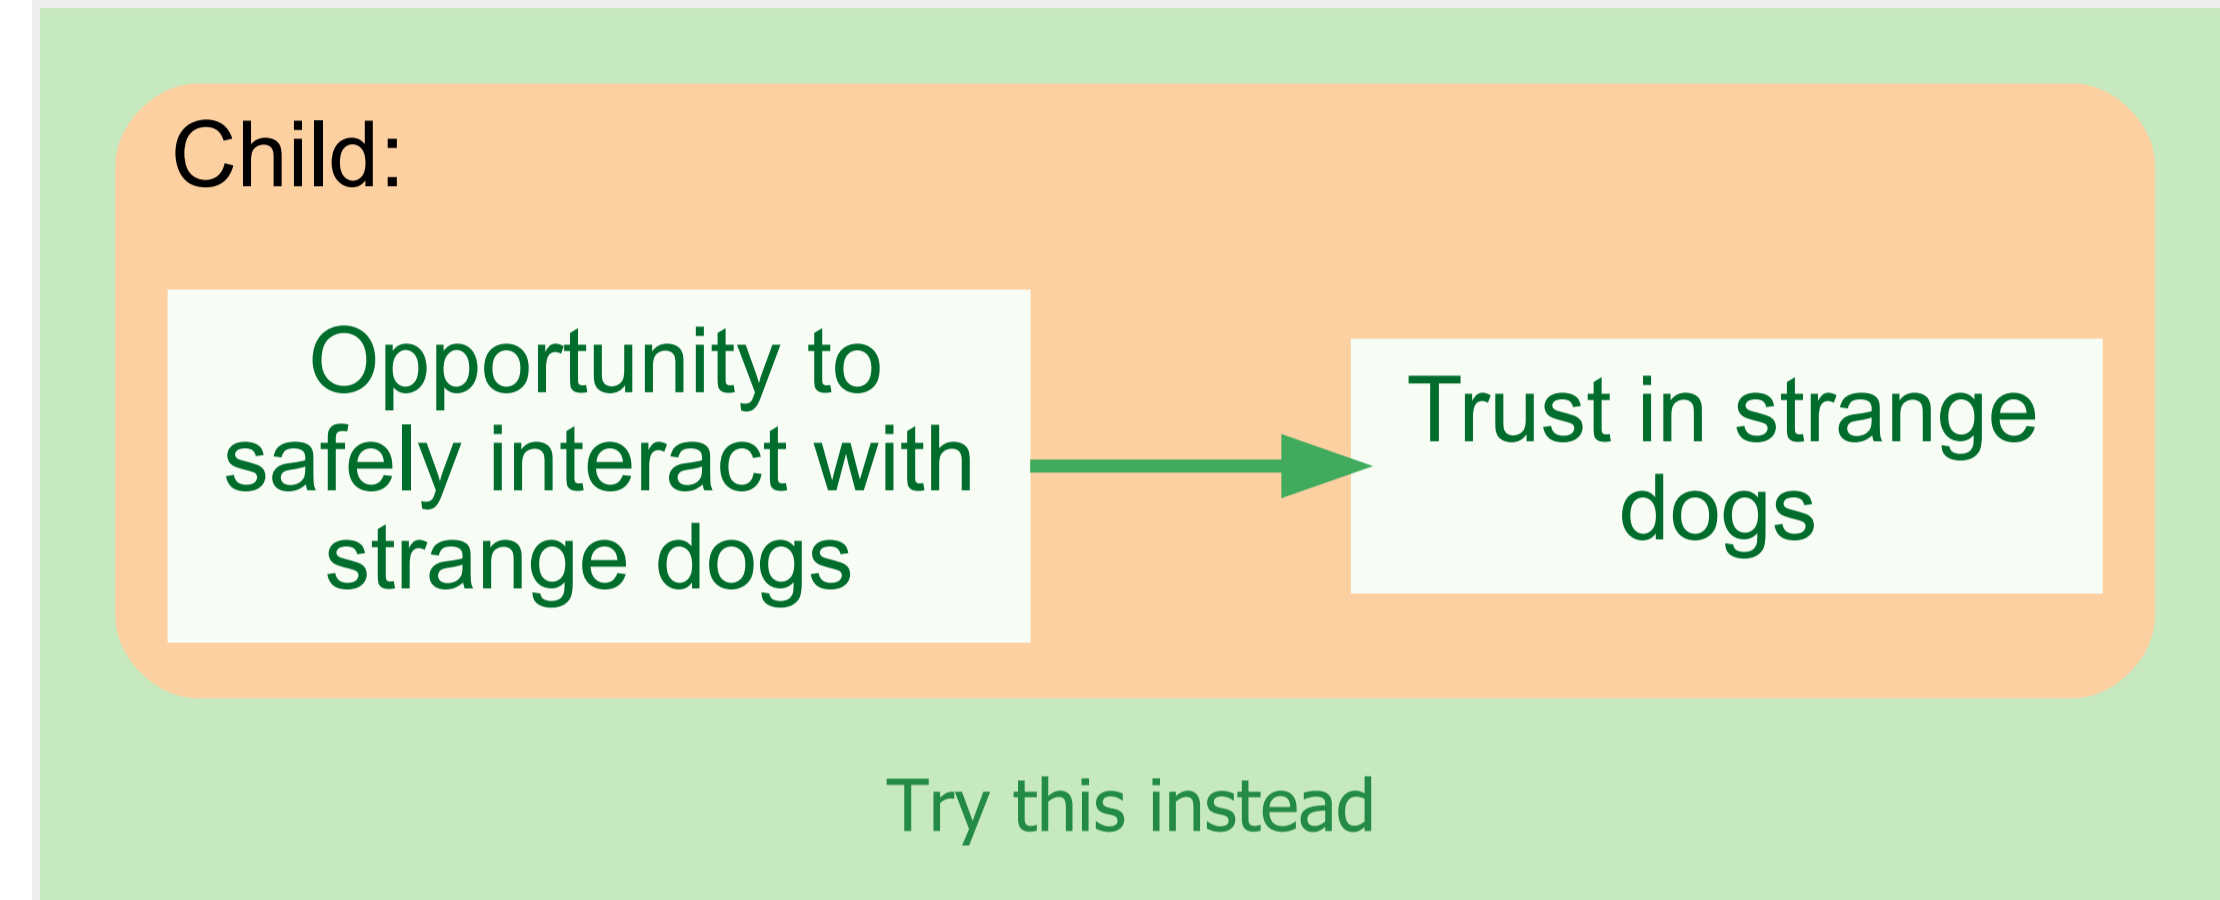 Child:
Opportunity to
safely interact with
strange dogs
Trust in strange
dogs
Try this instead